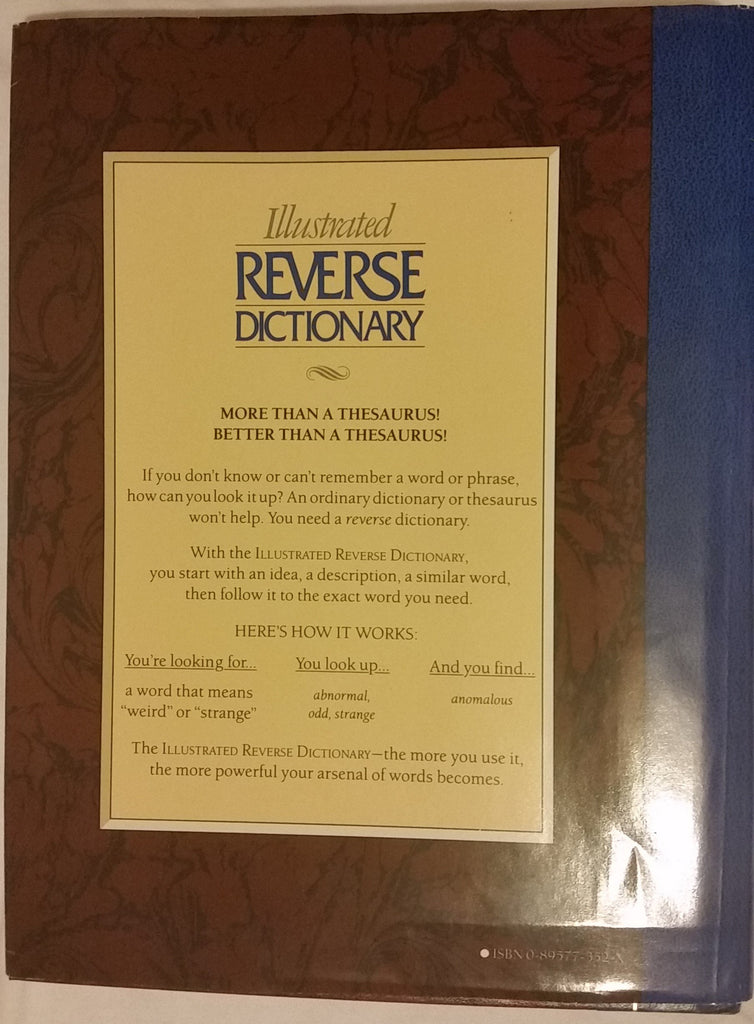 Illustrated
REVERSE
DICTIONARY
MORE THAN A THESAURUS!
BETTER THAN A THESAURUS!
If you don't know or can't remember a word or phrase,
how can you look it up? An ordinary dictionary or thesaurus
won't help. You need a reverse dictionary.
With the ILLUSTRATED REVERSE DICTIONARY,
you start with an idea, a description, a similar word,
then follow it to the exact word you need.
HERE'S HOW IT WORKS:
You're looking for... You look up... And you find...
a word that means abnormal, anomalous
"weird" or "strange" odd, strange
The ILLUSTRATED REVERSE DICTIONARY—the more you use it,
the more powerful your arsenal of words becomes.
ISBN 0-89577-352-X